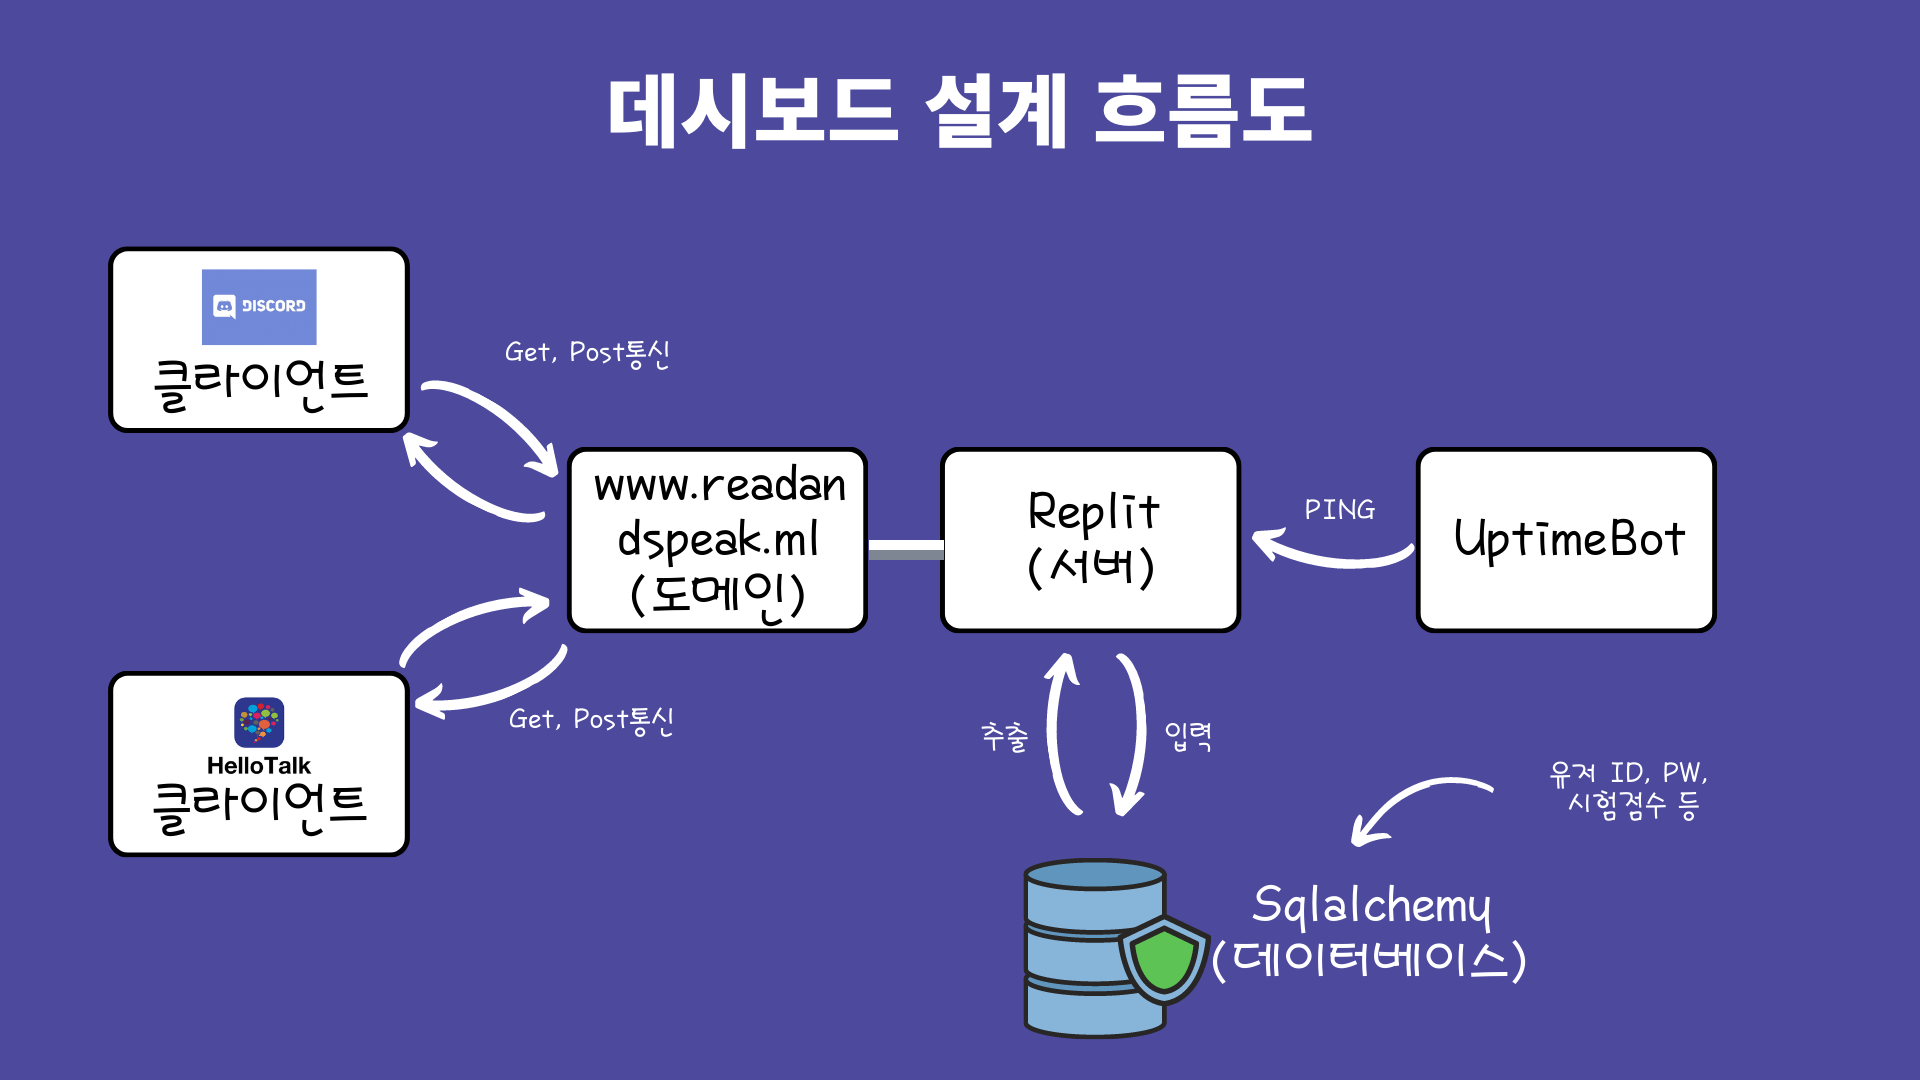 데시보드 설계 흐름도
DISCORD
클라이언트
Get, Post통신
www.readan
dspeak.ml
(도메인)
Replit
(서버)
PING
UptimeBot
HelloTalk
클라이언트
Get, Post통신
추출
입력
유저 ID, PW,
시험점수 등
Sqlalchemy
(데이터베이스)